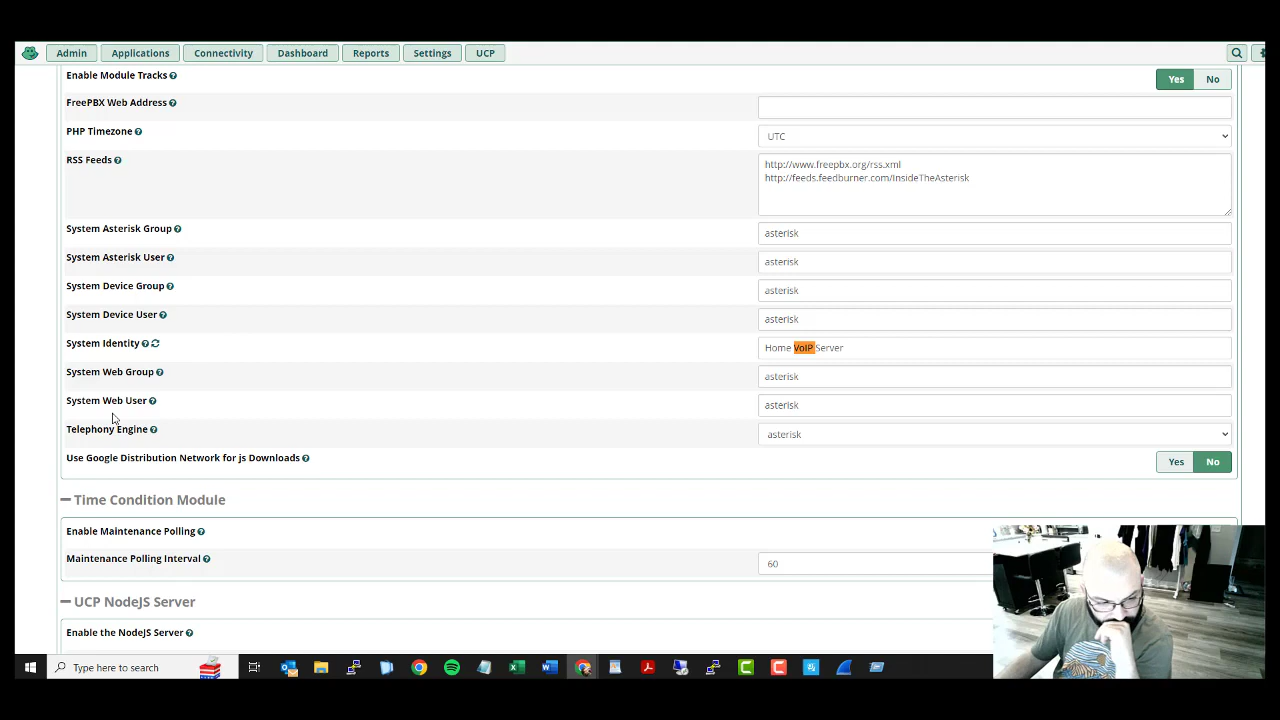 Admin Applications Connectivity Dashboard Reports Settings UCP
Enable Module Tracks Yes No
FreePBX Web Address
PHP Timezone UTC
RSS Feeds http://www.freepbx.org/rss.xml
http://feeds.feedburner.com/InsideTheAsterisk
System Asterisk Group asterisk
System Asterisk User asterisk
System Device Group asterisk
System Device User asterisk
System Identity Home VoIP Server
System Web Group asterisk
System Web User asterisk
Telephony Engine asterisk
Use Google Distribution Network for js Downloads Yes No
Time Condition Module
Enable Maintenance Polling
Maintenance Polling Interval 60
UCP NodeJS Server
Enable the NodeJS Server
Type here to search